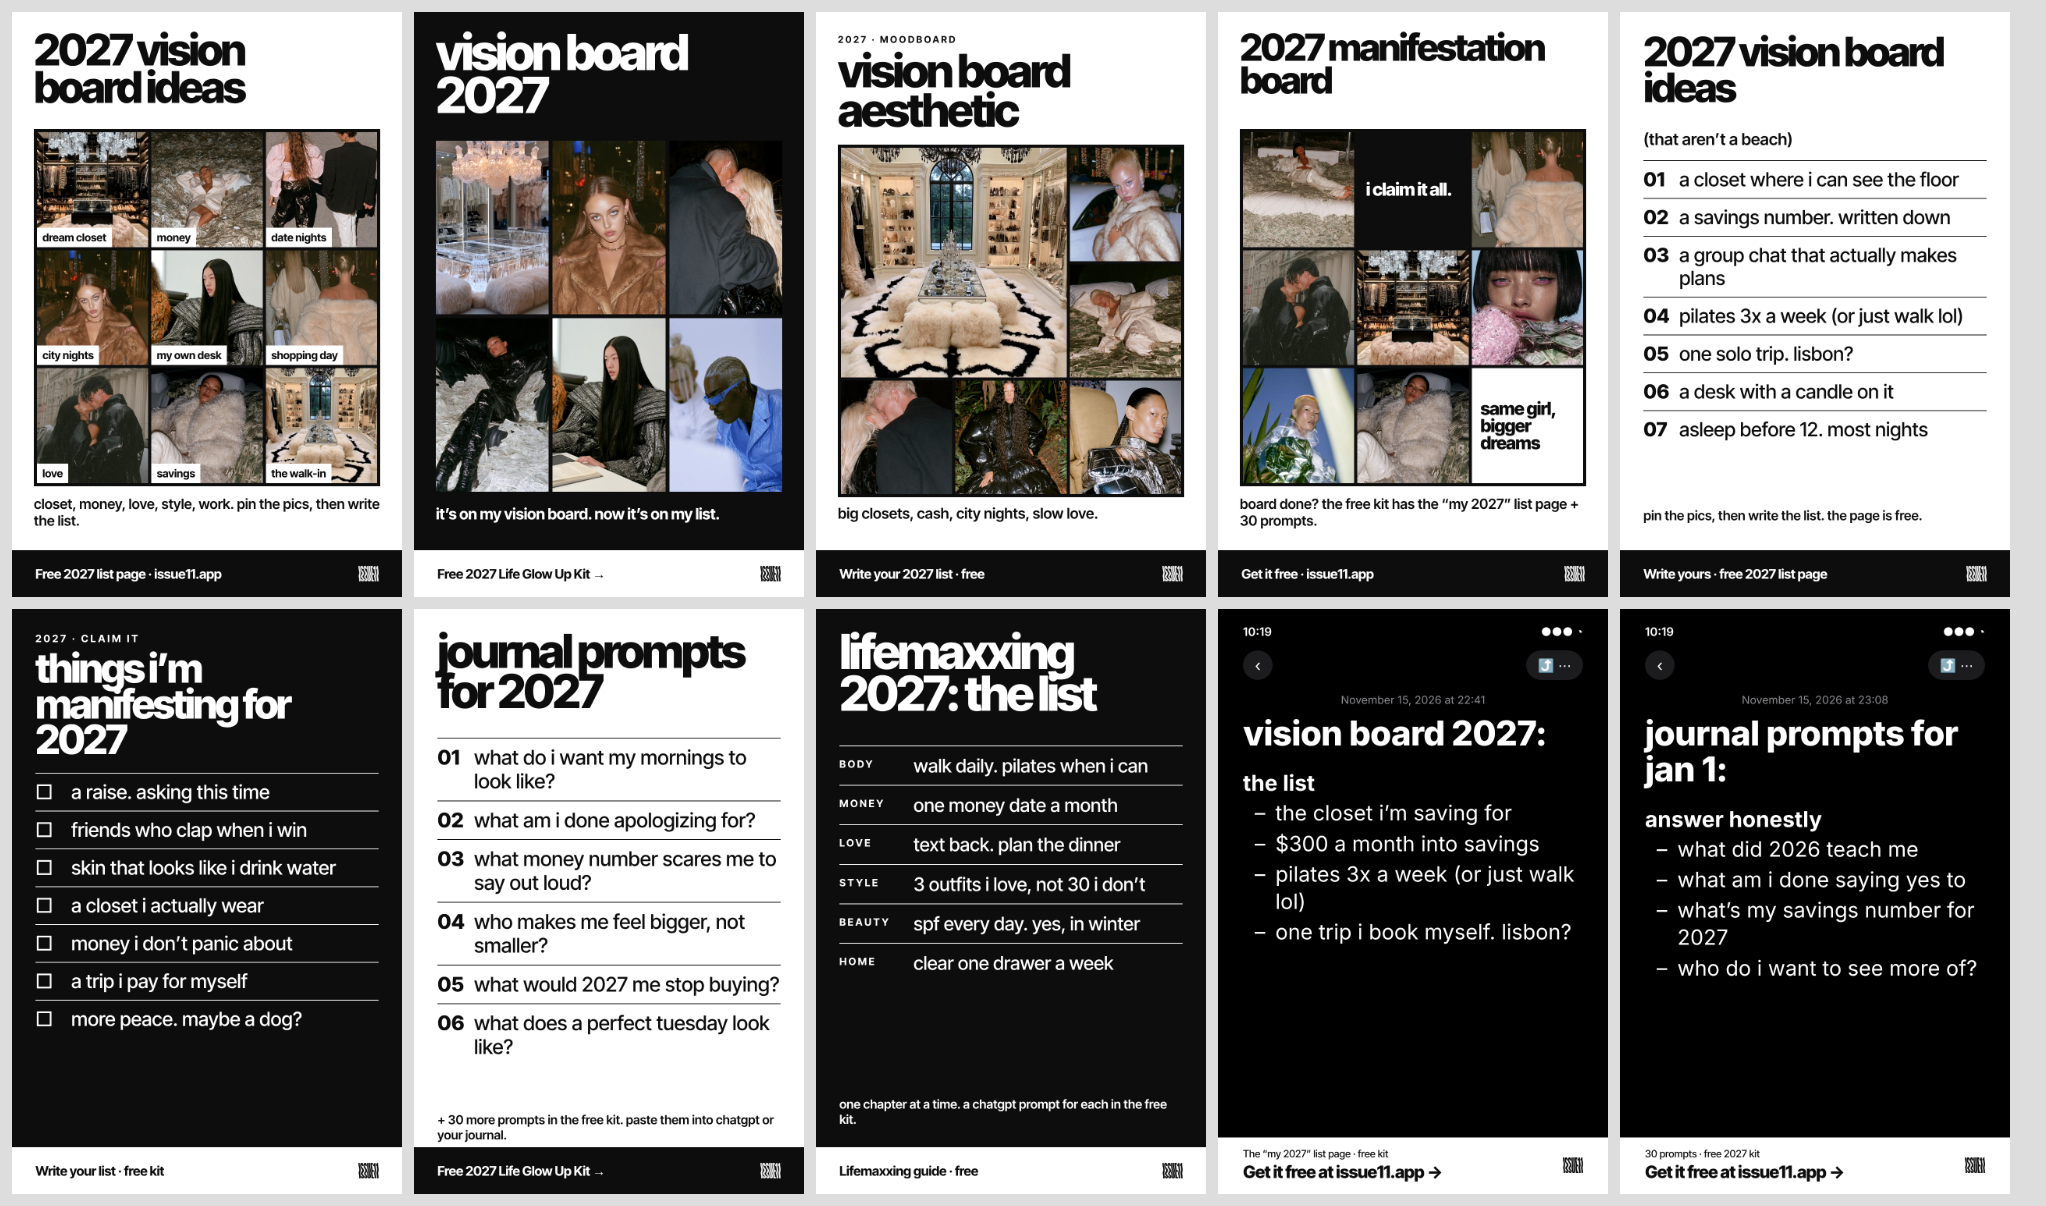 2027 vision
board ideas
dream closet
money
date nights
city nights
my own desk
shopping day
love
savings
the walk-in
closet, money, love, style, work. pin the pics, then write
the list.
Free 2027 list page · issue11.app
ISSUE11
vision board
2027
it’s on my vision board. now it’s on my list.
Free 2027 Life Glow Up Kit →
ISSUE11
2027 · MOODBOARD
vision board
aesthetic
big closets, cash, city nights, slow love.
Write your 2027 list · free
ISSUE11
2027 manifestation
board
i claim it all.
same girl,
bigger
dreams
board done? the free kit has the “my 2027” list page +
30 prompts.
Get it free · issue11.app
ISSUE11
2027 vision board
ideas
(that aren’t a beach)
01 a closet where i can see the floor
02 a savings number. written down
03 a group chat that actually makes
plans
04 pilates 3x a week (or just walk lol)
05 one solo trip. lisbon?
06 a desk with a candle on it
07 asleep before 12. most nights
pin the pics, then write the list. the page is free.
Write yours · free 2027 list page
ISSUE11
2027 · CLAIM IT
things i’m
manifesting for
2027
a raise. asking this time
friends who clap when i win
skin that looks like i drink water
a closet i actually wear
money i don’t panic about
a trip i pay for myself
more peace. maybe a dog?
Write your list · free kit
ISSUE11
journal prompts
for 2027
01 what do i want my mornings to
look like?
02 what am i done apologizing for?
03 what money number scares me to
say out loud?
04 who makes me feel bigger, not
smaller?
05 what would 2027 me stop buying?
06 what does a perfect tuesday look
like?
+ 30 more prompts in the free kit. paste them into chatgpt or
your journal.
Free 2027 Life Glow Up Kit →
ISSUE11
lifemaxxing
2027: the list
BODY walk daily. pilates when i can
MONEY one money date a month
LOVE text back. plan the dinner
STYLE 3 outfits i love, not 30 i don’t
BEAUTY spf every day. yes, in winter
HOME clear one drawer a week
one chapter at a time. a chatgpt prompt for each in the free
kit.
Lifemaxxing guide · free
ISSUE11
10:19
November 15, 2026 at 22:41
vision board 2027:
the list
– the closet i’m saving for
– $300 a month into savings
– pilates 3x a week (or just walk
lol)
– one trip i book myself. lisbon?
The “my 2027” list page · free kit
Get it free at issue11.app →
ISSUE11
10:19
November 15, 2026 at 23:08
journal prompts for
jan 1:
answer honestly
– what did 2026 teach me
– what am i done saying yes to
– what’s my savings number for
2027
– who do i want to see more of?
30 prompts · free 2027 kit
Get it free at issue11.app →
ISSUE11